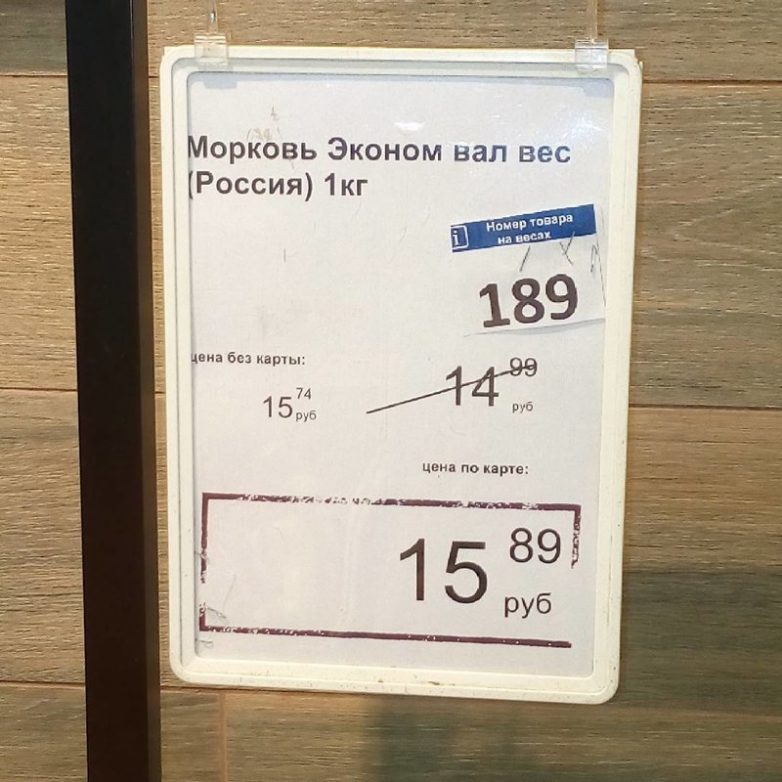 Морковь Эконом вал вес
(Россия) 1кг
i Номер товара
на весах
189
цена без карты:
15 74
руб
14 99
руб
цена по карте:
15 89
руб